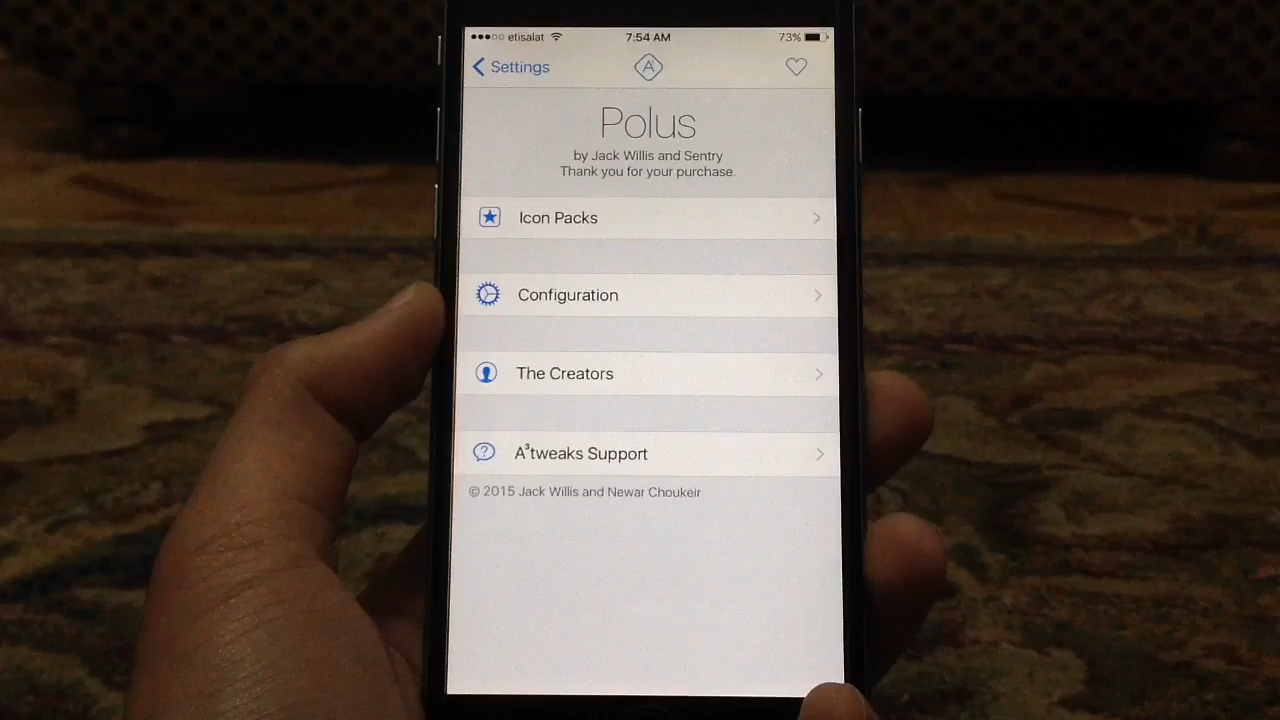 ●●●○○ etisalat 7:54 AM 73%
Settings A
Polus
by Jack Willis and Sentry
Thank you for your purchase.
Icon Packs
Configuration
The Creators
A³tweaks Support
© 2015 Jack Willis and Newar Choukeir